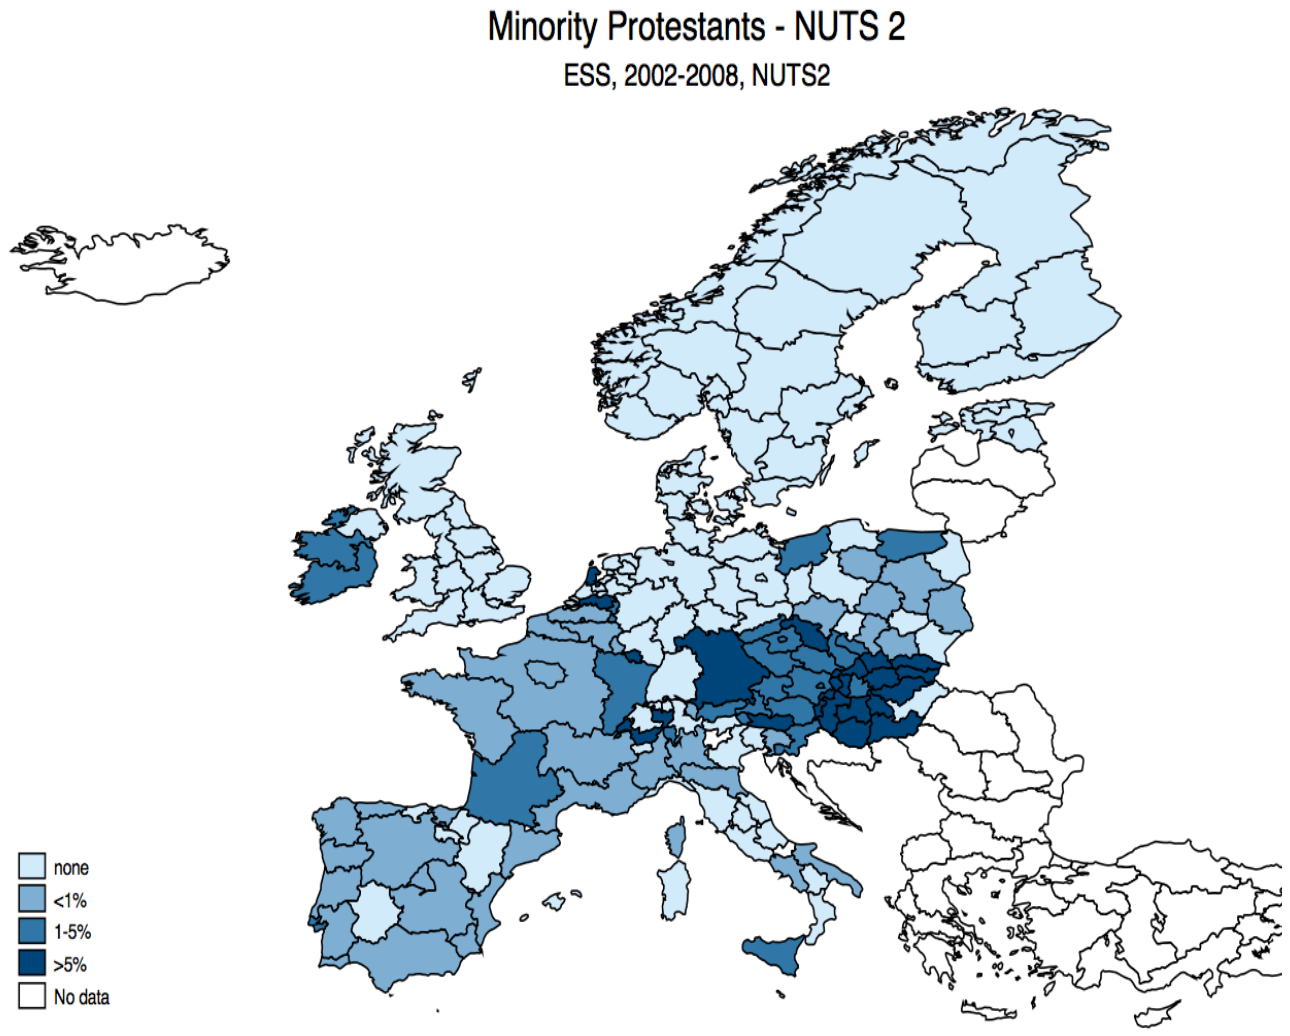 Minority Protestants - NUTS 2
ESS, 2002-2008, NUTS2
none
<1%
1-5%
>5%
No data